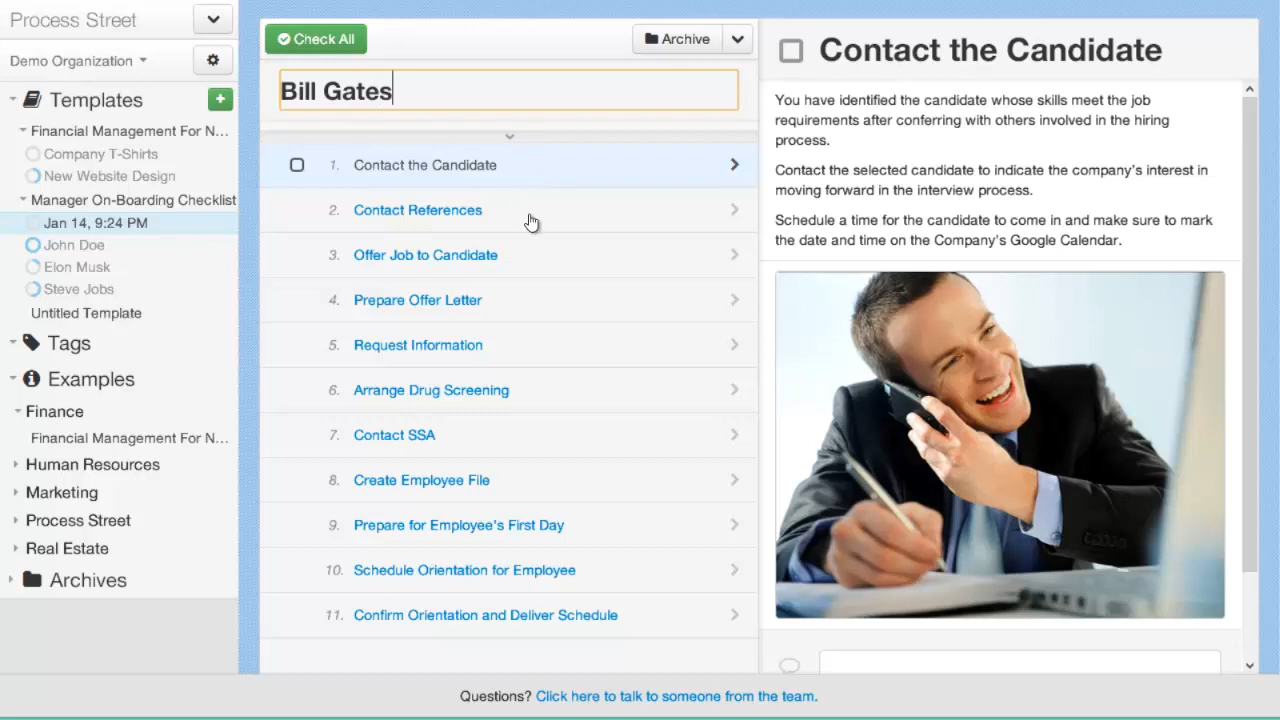 Process Street
Demo Organization
Templates
Financial Management For N...
Company T-Shirts
New Website Design
Manager On-Boarding Checklist
Jan 14, 9:24 PM
John Doe
Elon Musk
Steve Jobs
Untitled Template
Tags
Examples
Finance
Financial Management For N...
Human Resources
Marketing
Process Street
Real Estate
Archives
Check All
Archive
Bill Gates
1. Contact the Candidate
2. Contact References
3. Offer Job to Candidate
4. Prepare Offer Letter
5. Request Information
6. Arrange Drug Screening
7. Contact SSA
8. Create Employee File
9. Prepare for Employee's First Day
10. Schedule Orientation for Employee
11. Confirm Orientation and Deliver Schedule
Contact the Candidate
You have identified the candidate whose skills meet the job
requirements after conferring with others involved in the hiring
process.
Contact the selected candidate to indicate the company's interest in
moving forward in the interview process.
Schedule a time for the candidate to come in and make sure to mark
the date and time on the Company's Google Calendar.
Questions? Click here to talk to someone from the team.